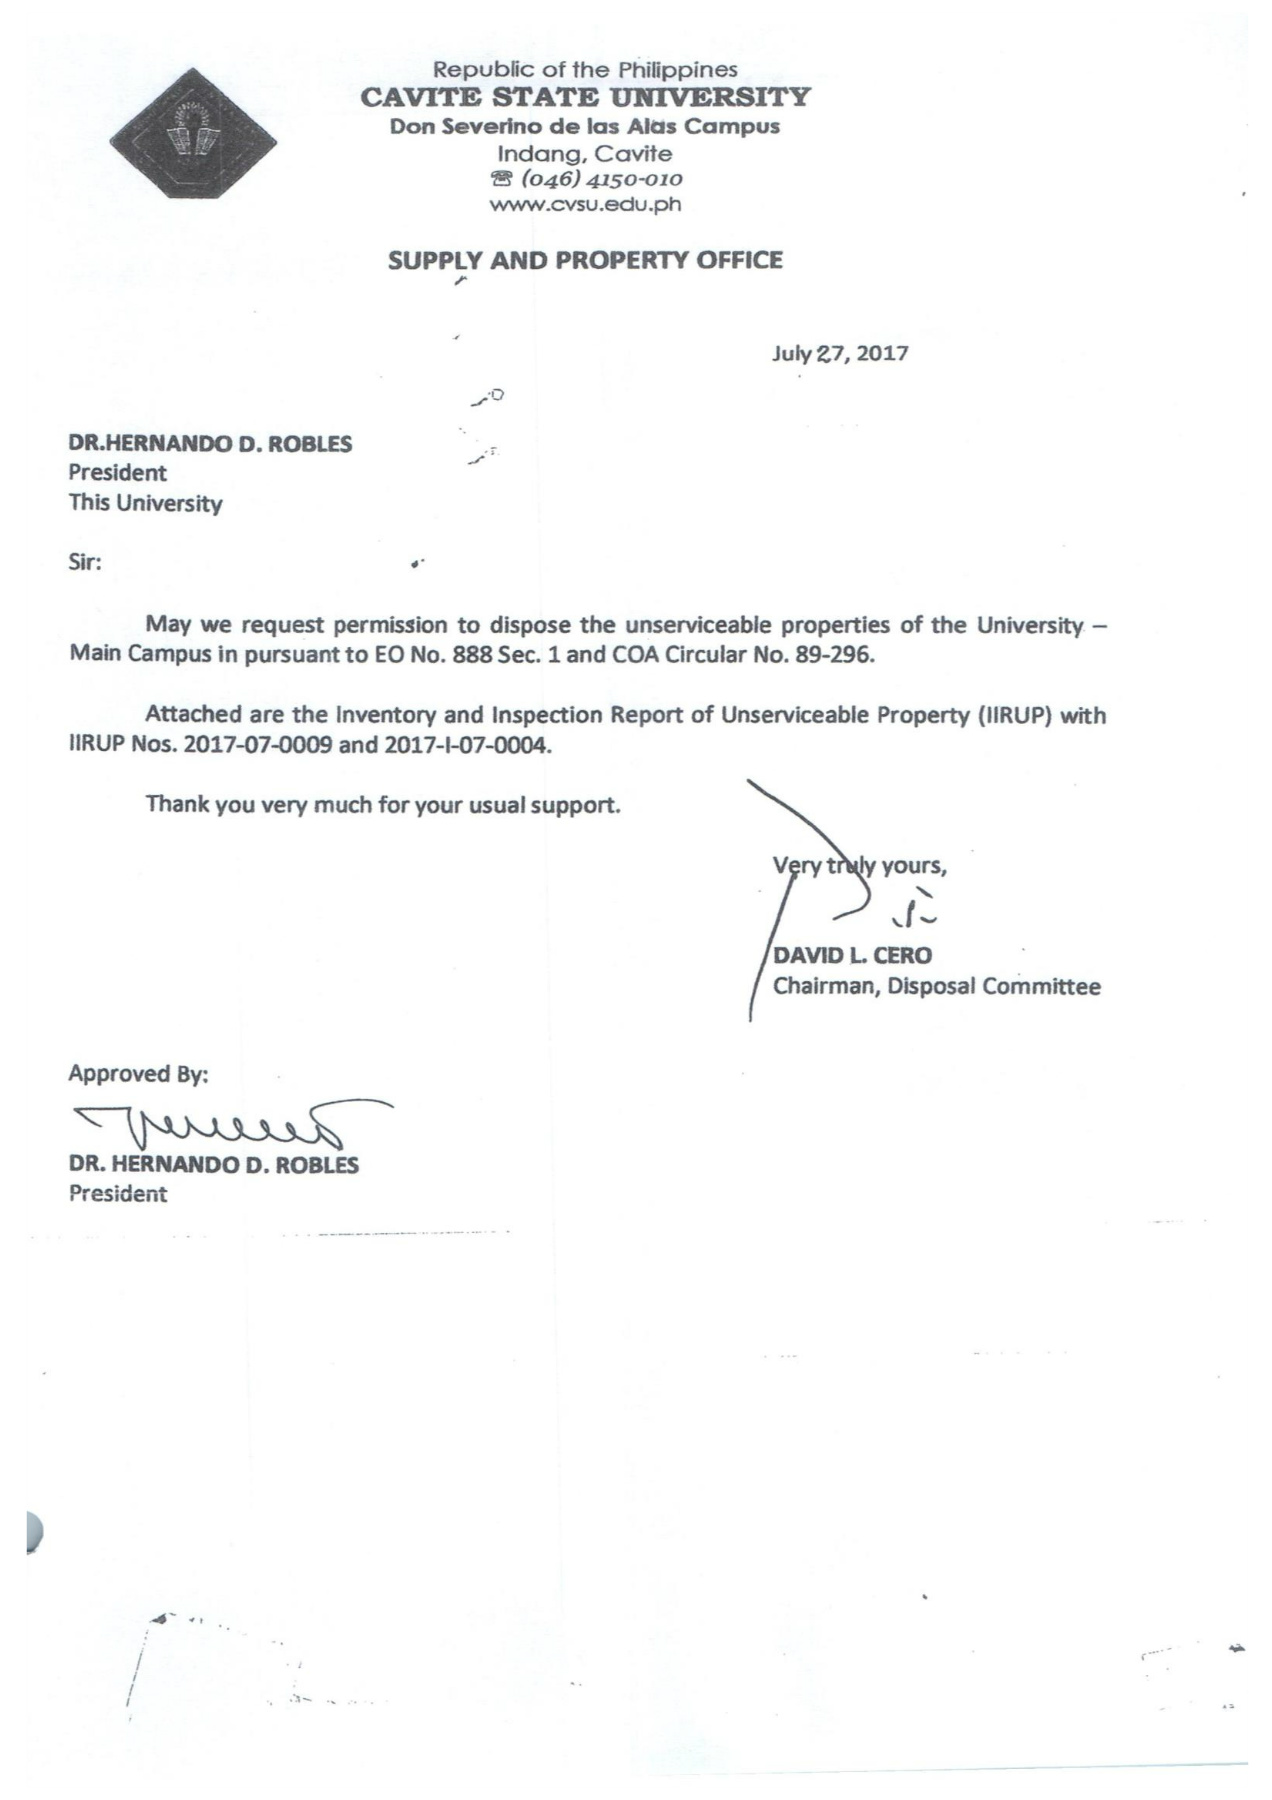 Republic of the Philippines
CAVITE STATE UNIVERSITY
Don Severino de las Alas Campus
Indang, Cavite
☎ (046) 4150-010
www.cvsu.edu.ph
SUPPLY AND PROPERTY OFFICE
July 27, 2017
DR.HERNANDO D. ROBLES
President
This University
Sir:
May we request permission to dispose the unserviceable properties of the University –
Main Campus in pursuant to EO No. 888 Sec. 1 and COA Circular No. 89-296.
Attached are the Inventory and Inspection Report of Unserviceable Property (IIRUP) with
IIRUP Nos. 2017-07-0009 and 2017-I-07-0004.
Thank you very much for your usual support.
Very truly yours,
DAVID L. CERO
Chairman, Disposal Committee
Approved By:
DR. HERNANDO D. ROBLES
President